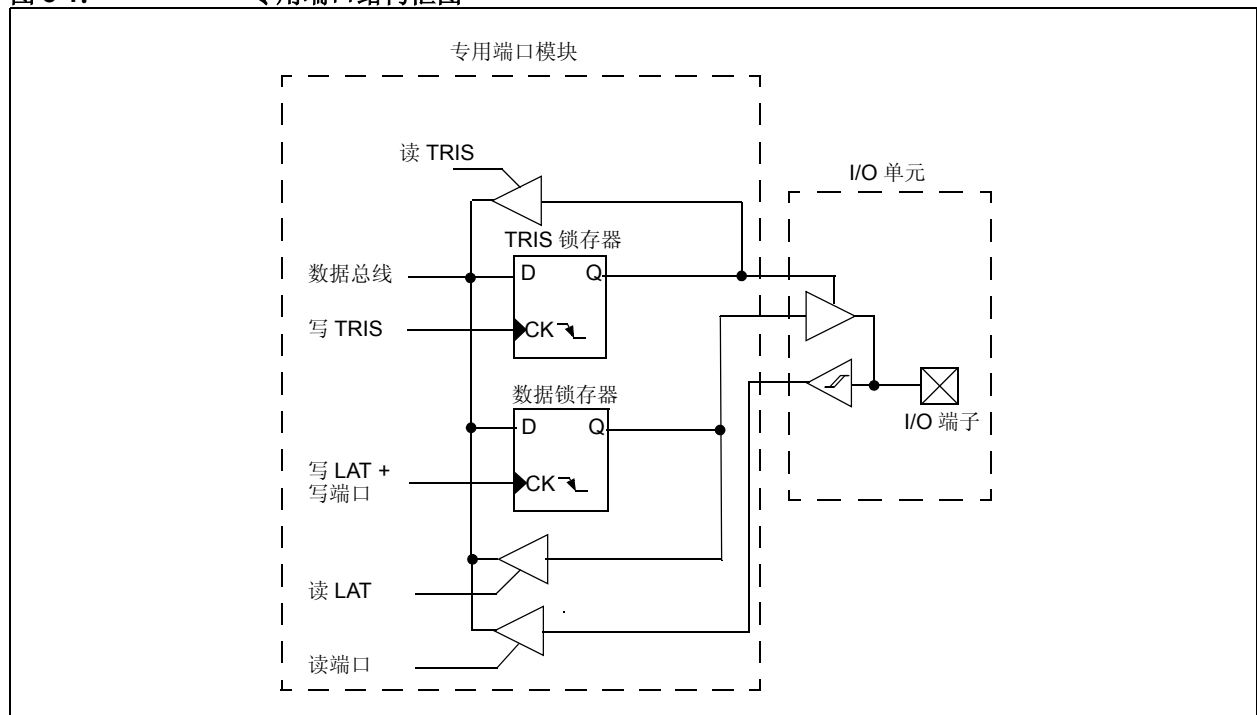 专用端口模块
读 TRIS
I/O 单元
TRIS 锁存器
数据总线
D Q
写 TRIS
CK
数据锁存器
D Q
I/O 端子
写 LAT +
写端口
CK
读 LAT
读端口